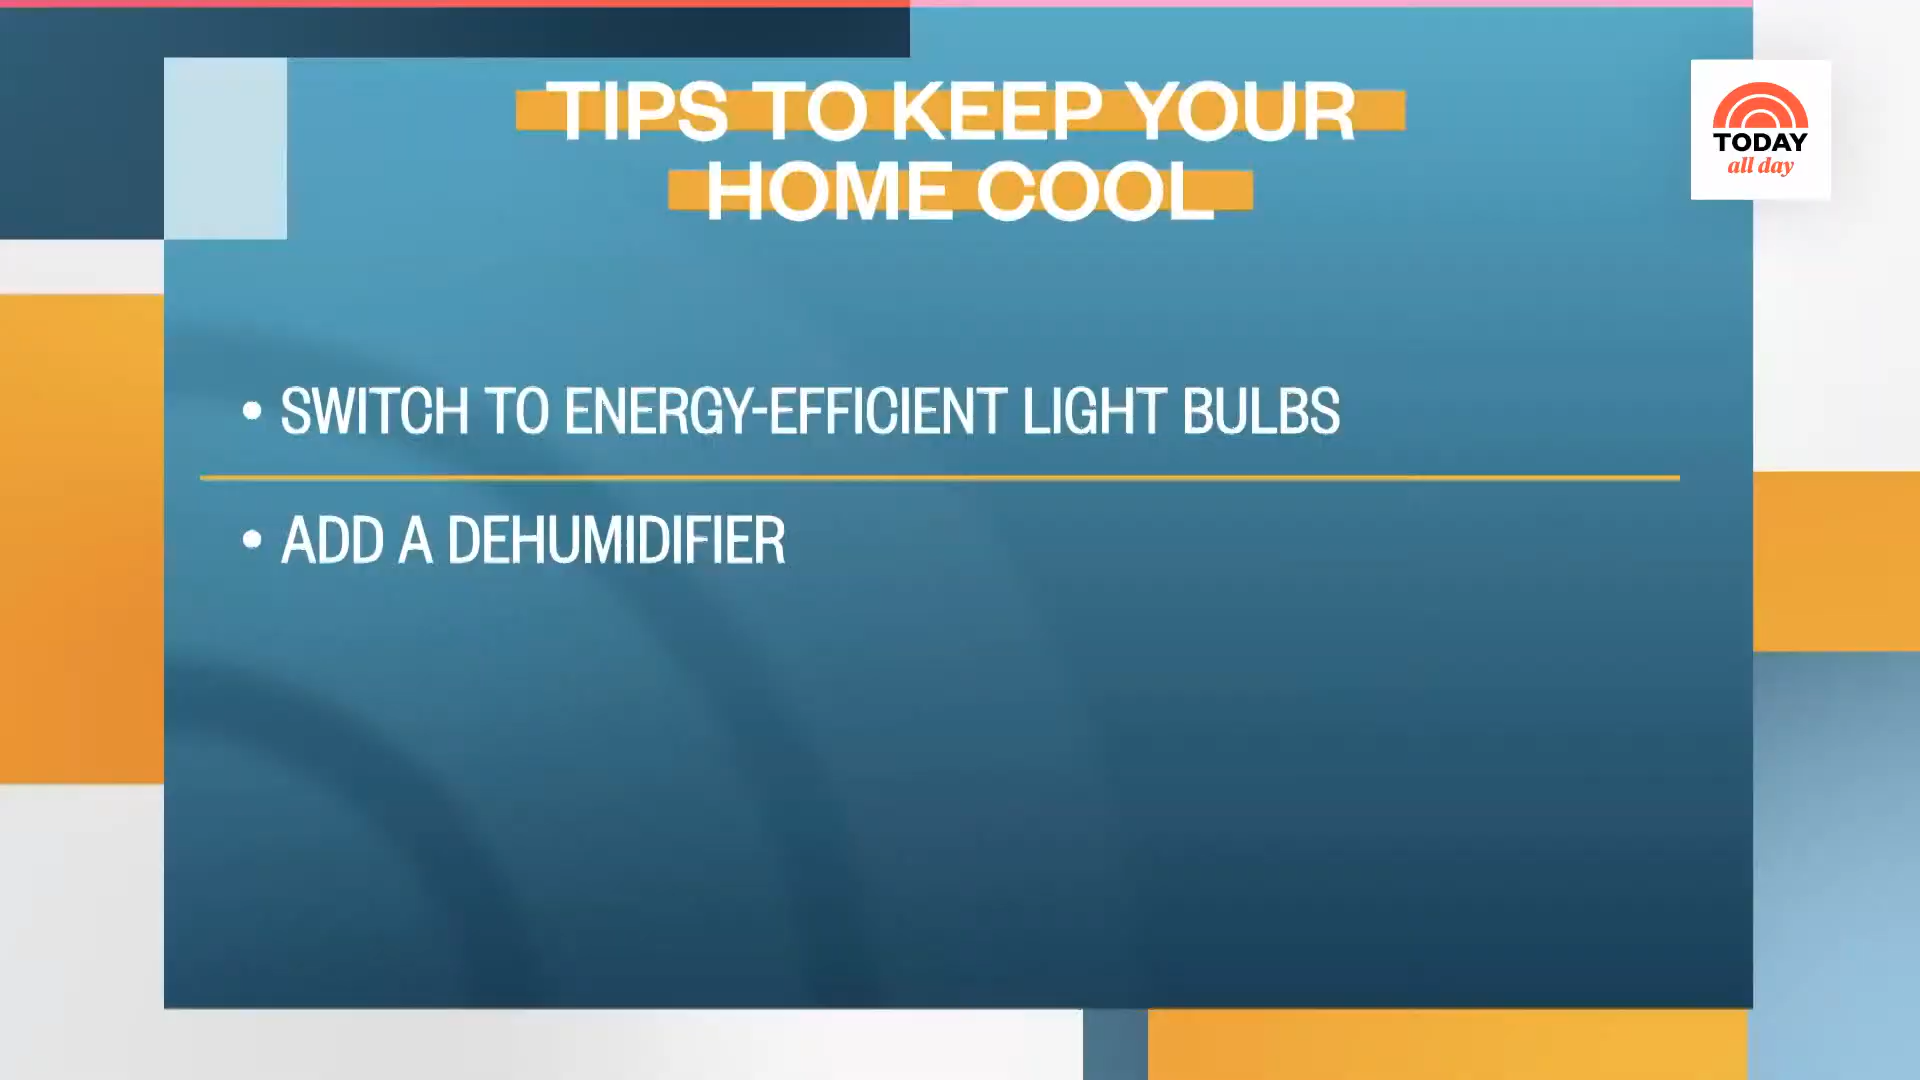 TIPS TO KEEP YOUR
HOME COOL
TODAY
all day
• SWITCH TO ENERGY-EFFICIENT LIGHT BULBS
• ADD A DEHUMIDIFIER